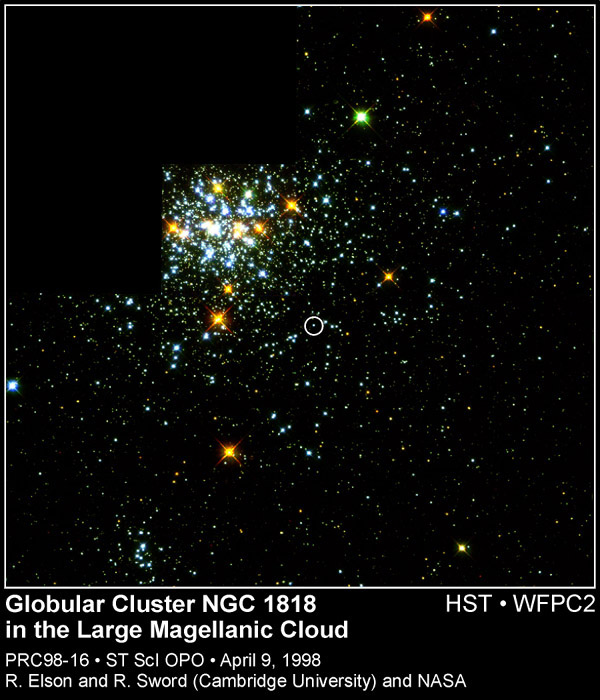 Globular Cluster NGC 1818
in the Large Magellanic Cloud
HST • WFPC2
PRC98-16 • ST ScI OPO • April 9, 1998
R. Elson and R. Sword (Cambridge University) and NASA